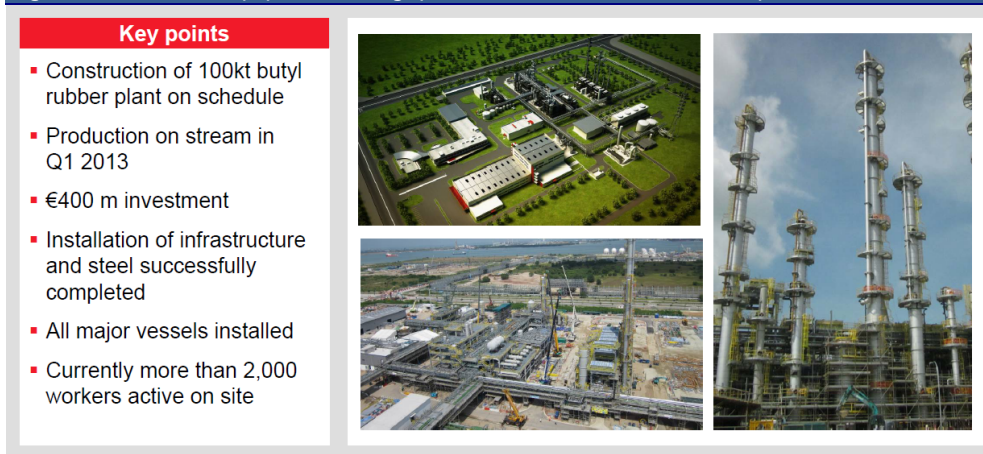 Key points
▪ Construction of 100kt butyl
rubber plant on schedule
▪ Production on stream in
Q1 2013
▪ €400 m investment
▪ Installation of infrastructure
and steel successfully
completed
▪ All major vessels installed
▪ Currently more than 2,000
workers active on site